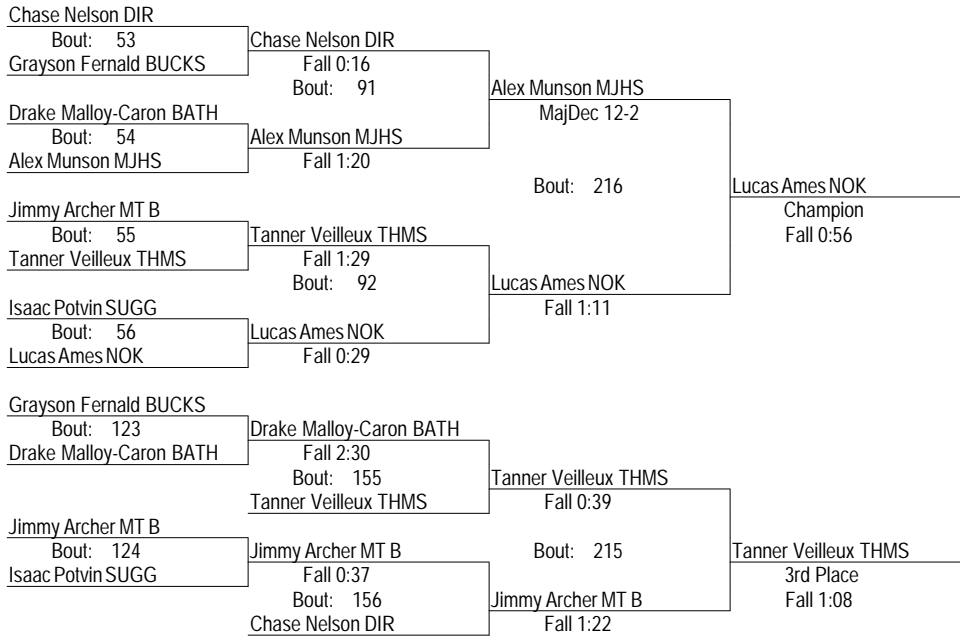 Chase Nelson DIR
Bout: 53
Chase Nelson DIR
Grayson Fernald BUCKS
Fall 0:16
Bout: 91
Alex Munson MJHS
Drake Malloy-Caron BATH
MajDec 12-2
Bout: 54
Alex Munson MJHS
Alex Munson MJHS
Fall 1:20
Bout: 216
Lucas Ames NOK
Jimmy Archer MT B
Champion
Bout: 55
Tanner Veilleux THMS
Fall 0:56
Tanner Veilleux THMS
Fall 1:29
Bout: 92
Lucas Ames NOK
Isaac Potvin SUGG
Fall 1:11
Bout: 56
Lucas Ames NOK
Lucas Ames NOK
Fall 0:29
Grayson Fernald BUCKS
Bout: 123
Drake Malloy-Caron BATH
Drake Malloy-Caron BATH
Fall 2:30
Bout: 155
Tanner Veilleux THMS
Tanner Veilleux THMS
Fall 0:39
Jimmy Archer MT B
Bout: 124
Jimmy Archer MT B
Bout: 215
Tanner Veilleux THMS
Isaac Potvin SUGG
Fall 0:37
3rd Place
Bout: 156
Jimmy Archer MT B
Fall 1:08
Chase Nelson DIR
Fall 1:22